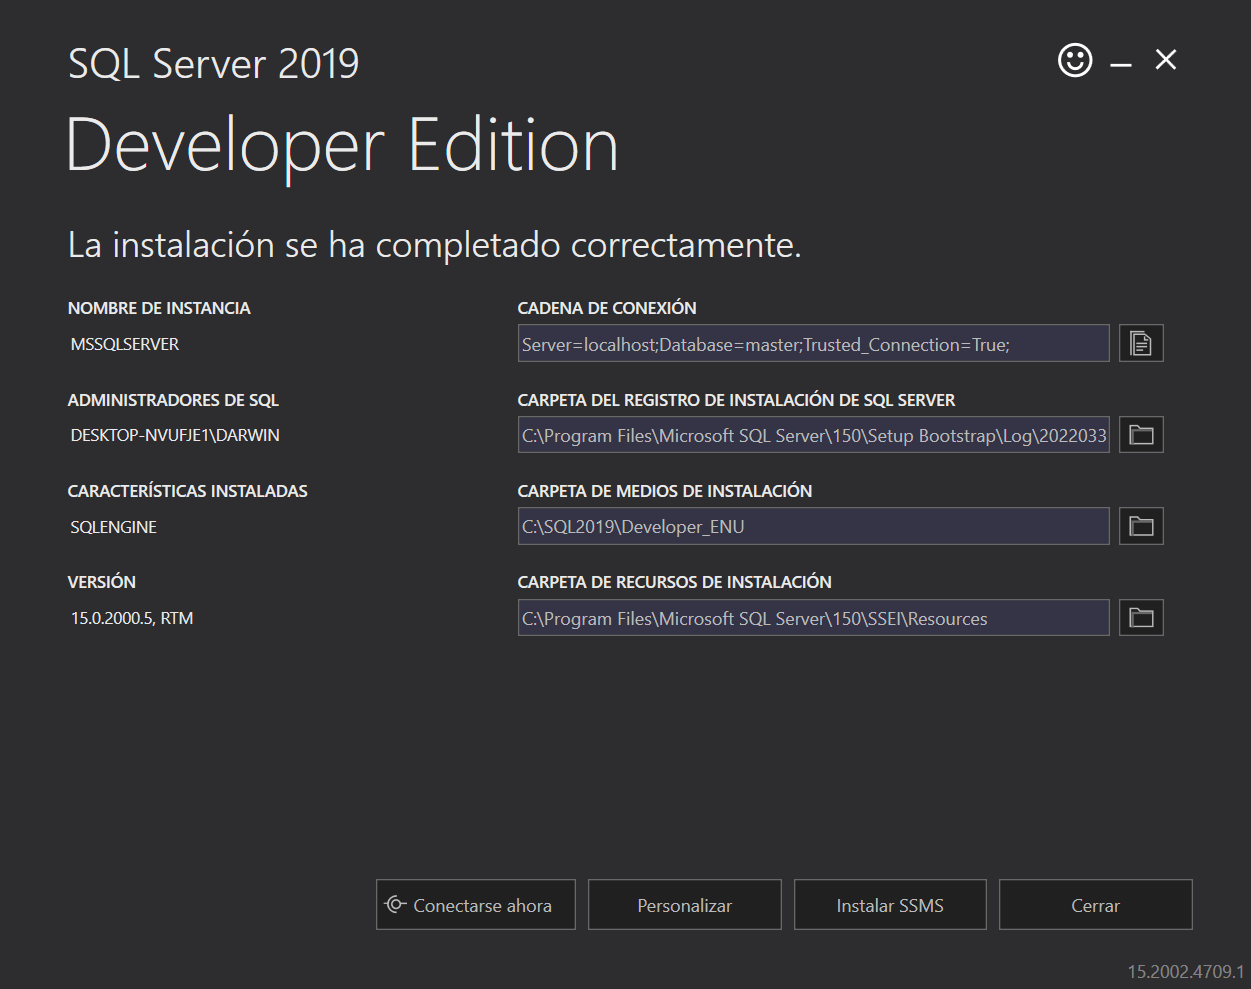 SQL Server 2019
Developer Edition
La instalación se ha completado correctamente.
NOMBRE DE INSTANCIA
MSSQLSERVER
CADENA DE CONEXIÓN
Server=localhost;Database=master;Trusted_Connection=True;
ADMINISTRADORES DE SQL
DESKTOP-NVUFJE1\DARWIN
CARPETA DEL REGISTRO DE INSTALACIÓN DE SQL SERVER
C:\Program Files\Microsoft SQL Server\150\Setup Bootstrap\Log\2022033
CARACTERÍSTICAS INSTALADAS
SQLENGINE
CARPETA DE MEDIOS DE INSTALACIÓN
C:\SQL2019\Developer_ENU
VERSIÓN
15.0.2000.5, RTM
CARPETA DE RECURSOS DE INSTALACIÓN
C:\Program Files\Microsoft SQL Server\150\SSEI\Resources
Conectarse ahora
Personalizar
Instalar SSMS
Cerrar
15.2002.4709.1